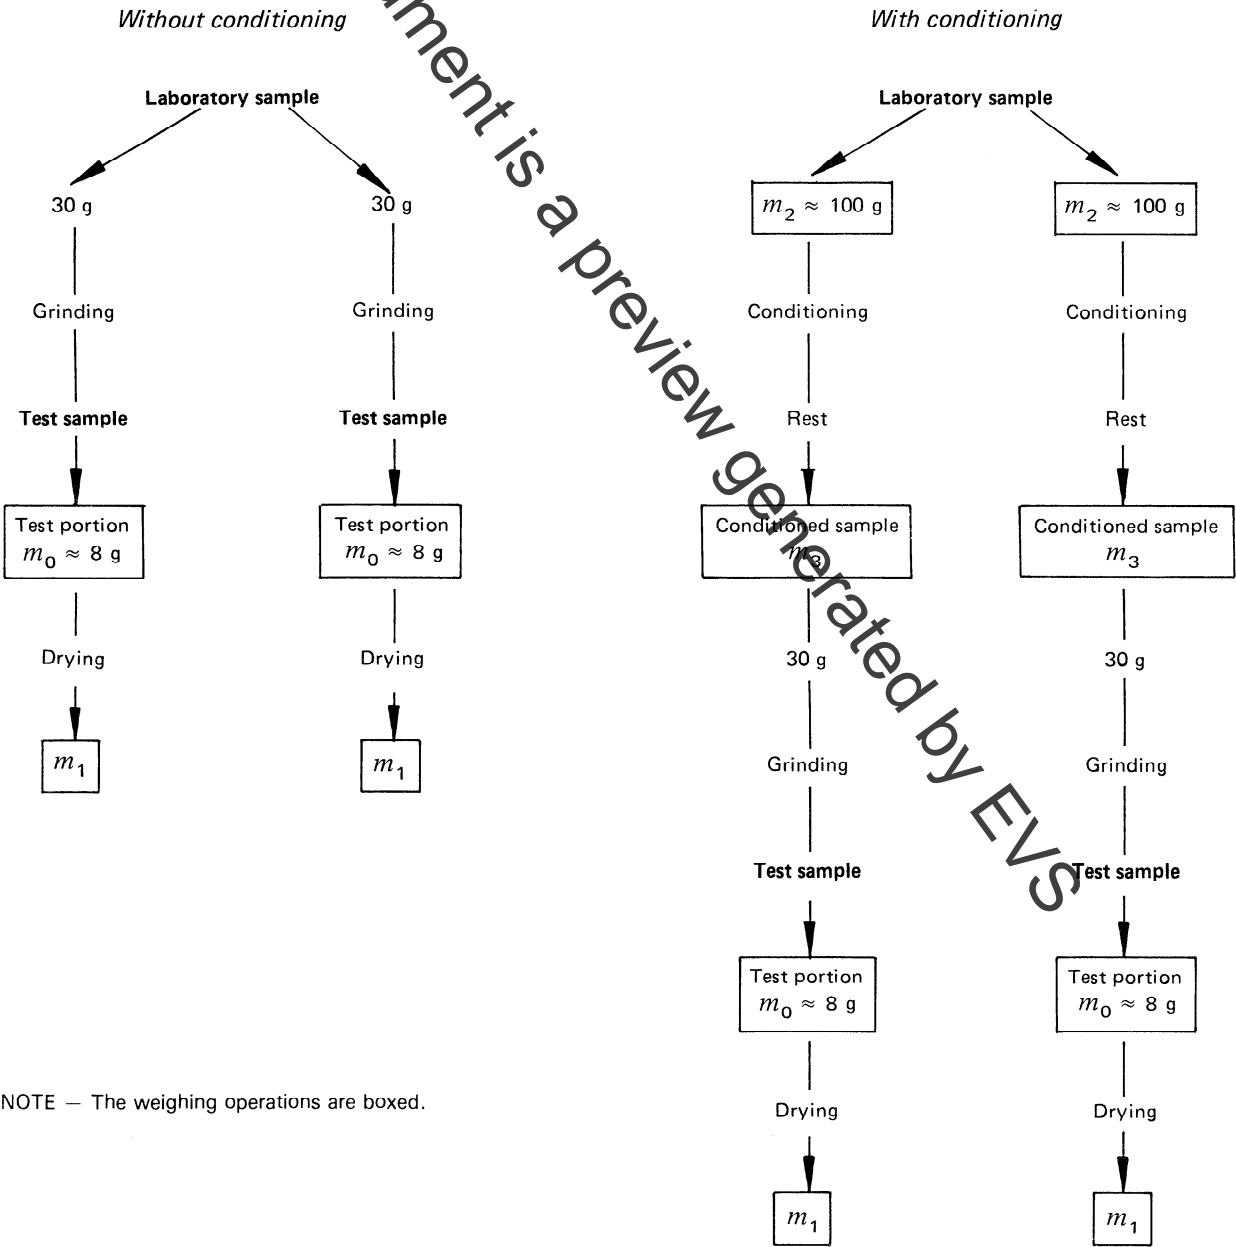 Without conditioning
With conditioning
Laboratory sample
Laboratory sample
30 g
30 g
m2 ≈ 100 g
m2 ≈ 100 g
Grinding
Grinding
Conditioning
Conditioning
Test sample
Test sample
Rest
Rest
Test portion
m0 ≈ 8 g
Test portion
m0 ≈ 8 g
Conditioned sample
m3
Conditioned sample
m3
Drying
Drying
30 g
30 g
m1
m1
Grinding
Grinding
Test sample
Test sample
Test portion
m0 ≈ 8 g
Test portion
m0 ≈ 8 g
NOTE — The weighing operations are boxed.
Drying
Drying
m1
m1
is a preview generated by EVS